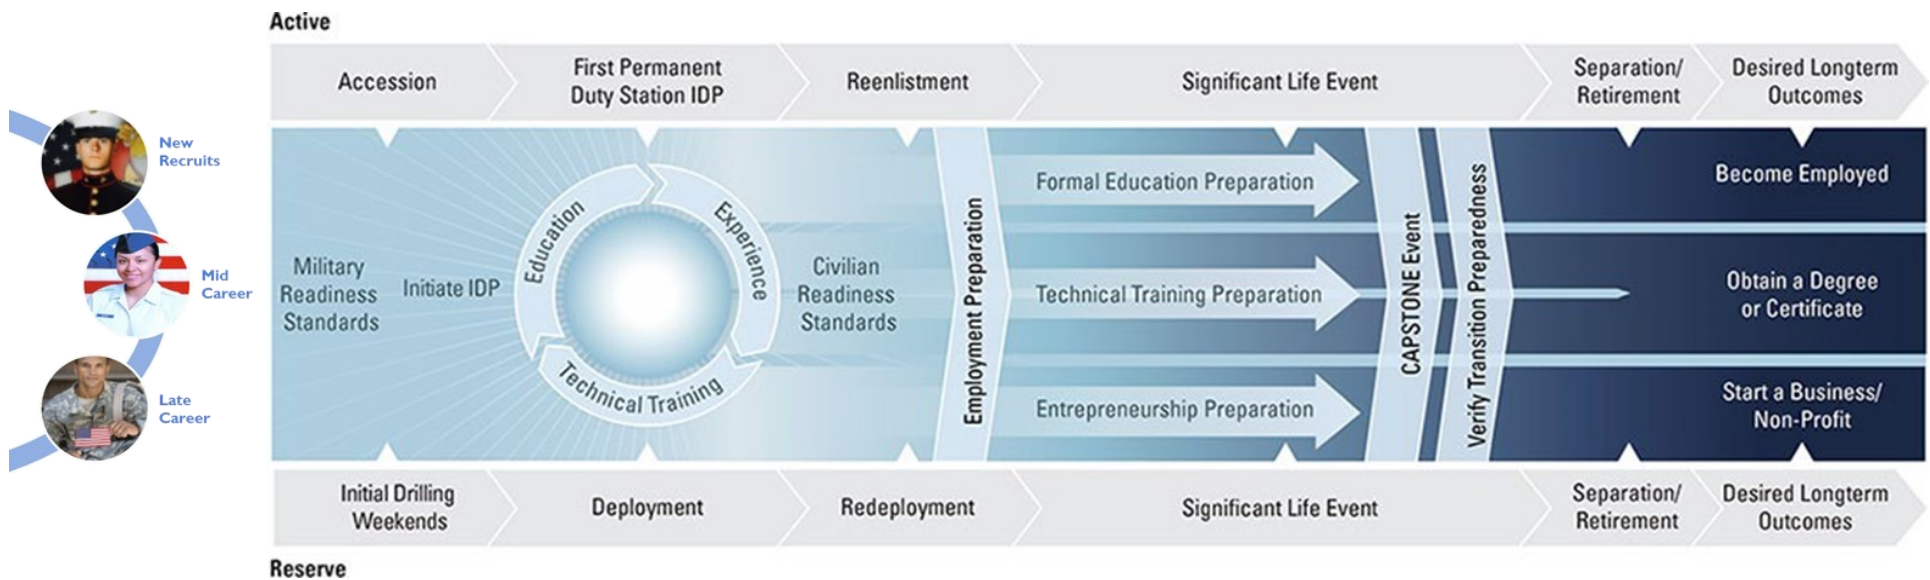 Active
Accession
First Permanent
Duty Station IDP
Reenlistment
Significant Life Event
Separation/
Retirement
Desired Longterm
Outcomes
New
Recruits
Mid
Career
Late
Career
Military
Readiness
Standards
Initiate IDP
Education
Experience
Technical Training
Civilian
Readiness
Standards
Employment Preparation
Formal Education Preparation
Technical Training Preparation
Entrepreneurship Preparation
CAPSTONE Event
Verify Transition Preparedness
Become Employed
Obtain a Degree
or Certificate
Start a Business/
Non-Profit
Initial Drilling
Weekends
Deployment
Redeployment
Significant Life Event
Separation/
Retirement
Desired Longterm
Outcomes
Reserve